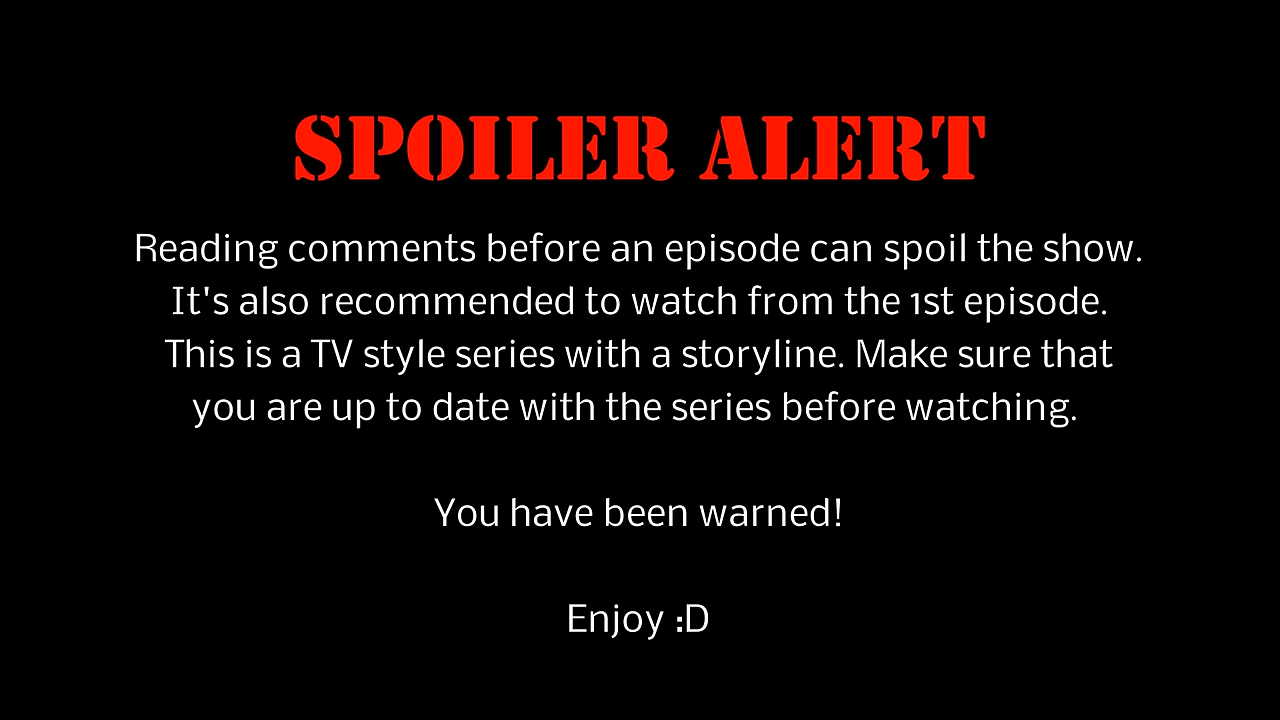 SPOILER ALERT
Reading comments before an episode can spoil the show.
It's also recommended to watch from the 1st episode.
This is a TV style series with a storyline. Make sure that
you are up to date with the series before watching.
You have been warned!
Enjoy :D